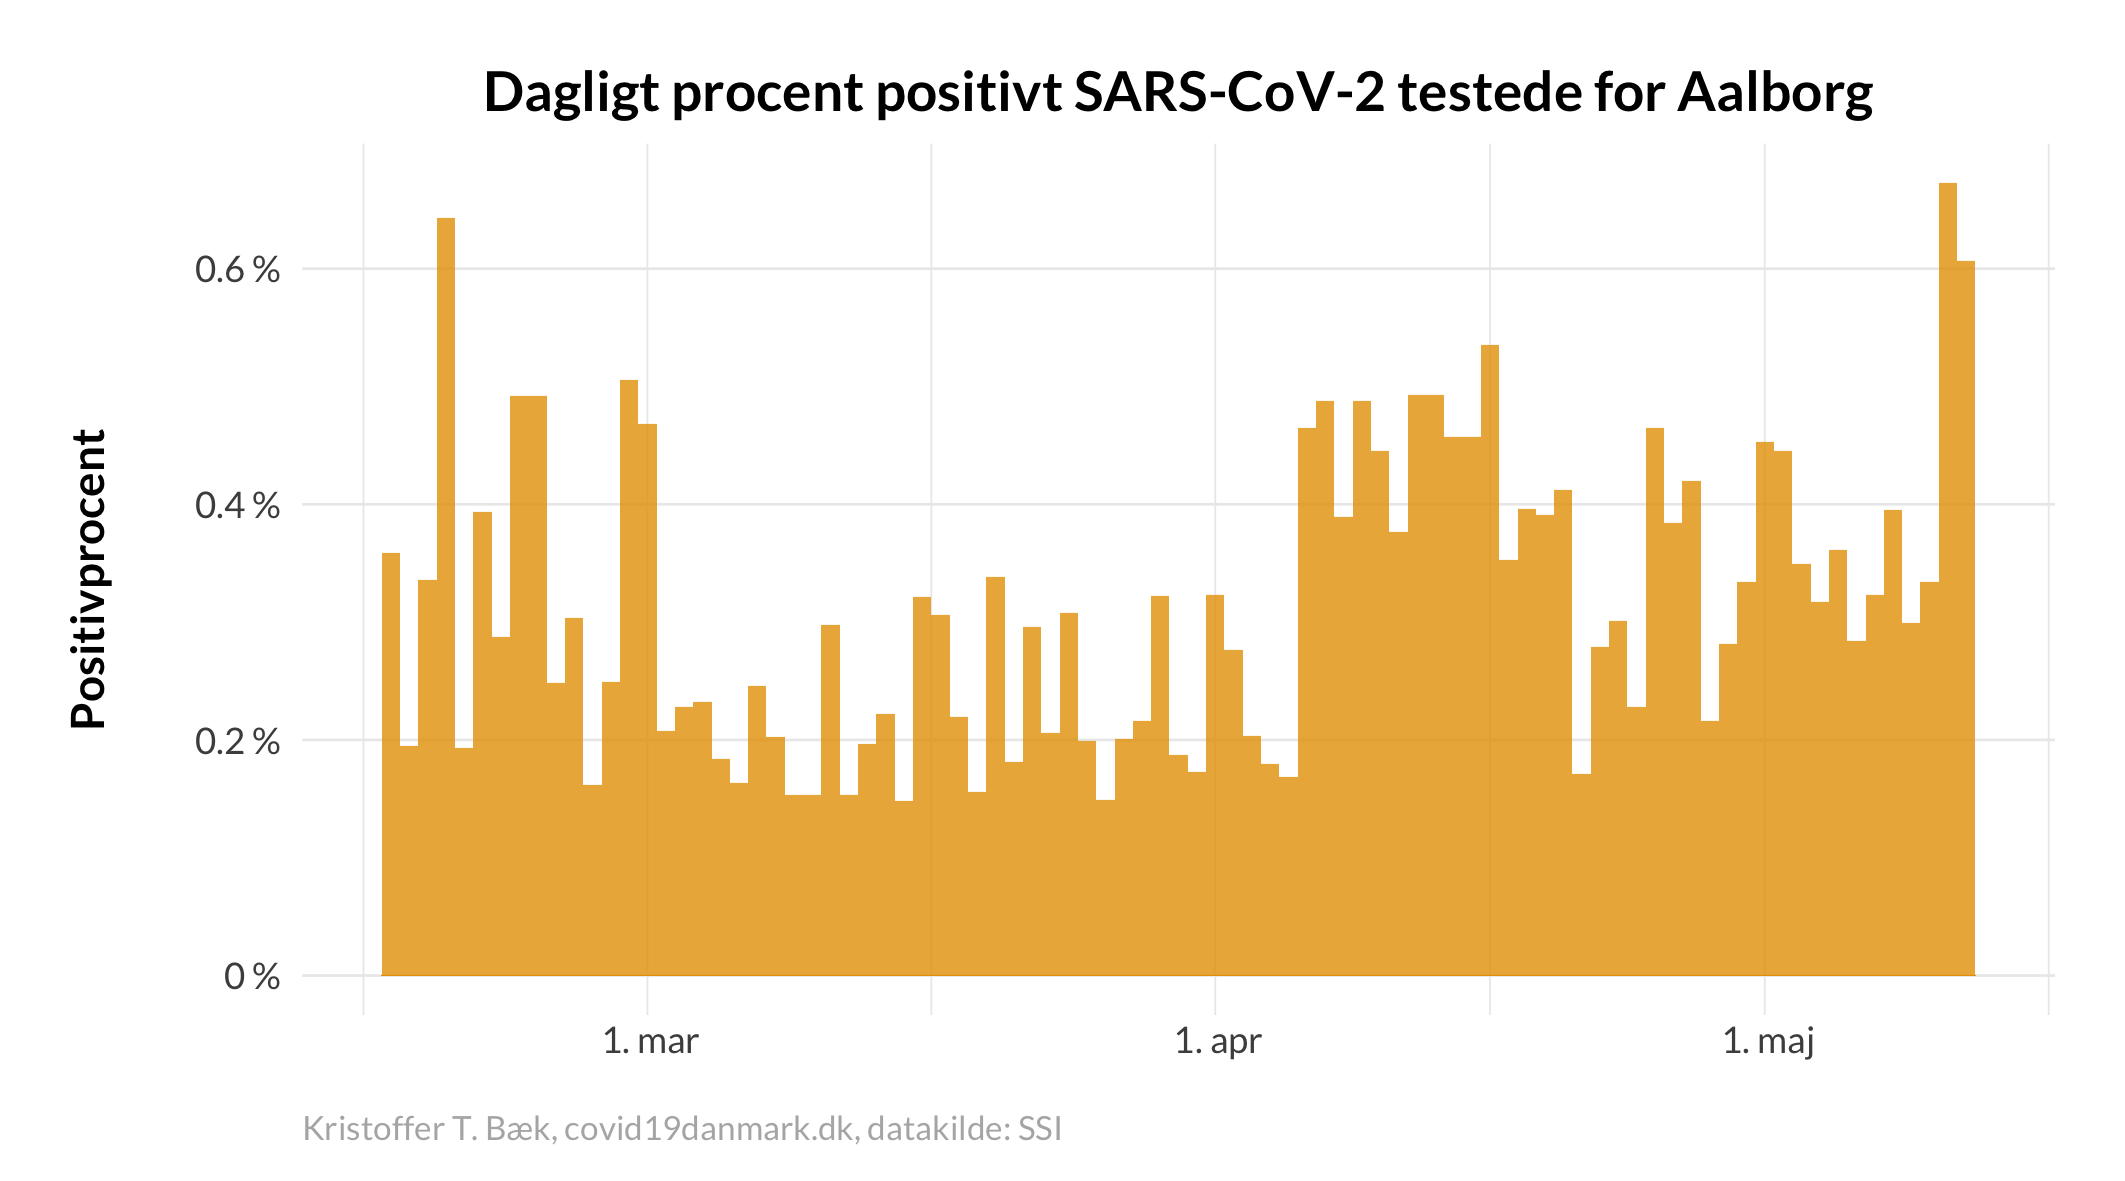 Dagligt procent positivt SARS-CoV-2 testede for Aalborg
Positivprocent
0.6 %
0.4 %
0.2 %
0 %
1. mar
1. apr
1. maj
Kristoffer T. Bæk, covid19danmark.dk, datakilde: SSI